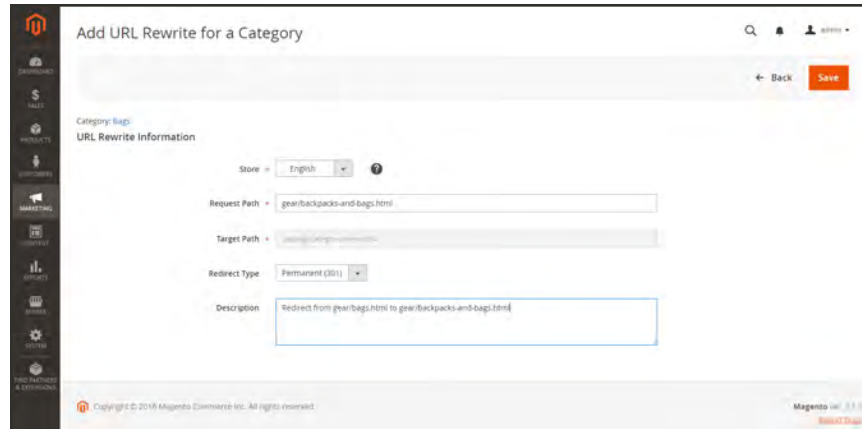 Add URL Rewrite for a Category
admin
← Back
Save
DASHBOARD
SALES
PRODUCTS
CUSTOMERS
MARKETING
CONTENT
REPORTS
STORES
SYSTEM
FIND PARTNERS
& EXTENSIONS
Category: Bags
URL Rewrite Information
Store * English
Request Path * gear/backpacks-and-bags.html
Target Path *
Redirect Type Permanent (301)
Description Redirect from gear/bags.html to gear/backpacks-and-bags.html
Copyright © 2016 Magento Commerce Inc. All rights reserved.
Magento ver.